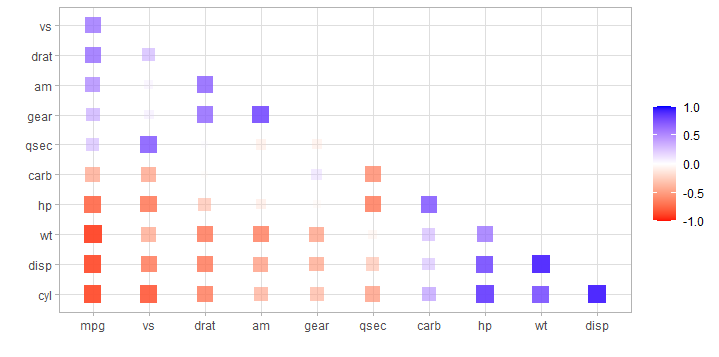 vs
drat
am
gear
qsec
carb
hp
wt
disp
cyl
mpg vs drat am gear qsec carb hp wt disp
1.0
0.5
0.0
-0.5
-1.0